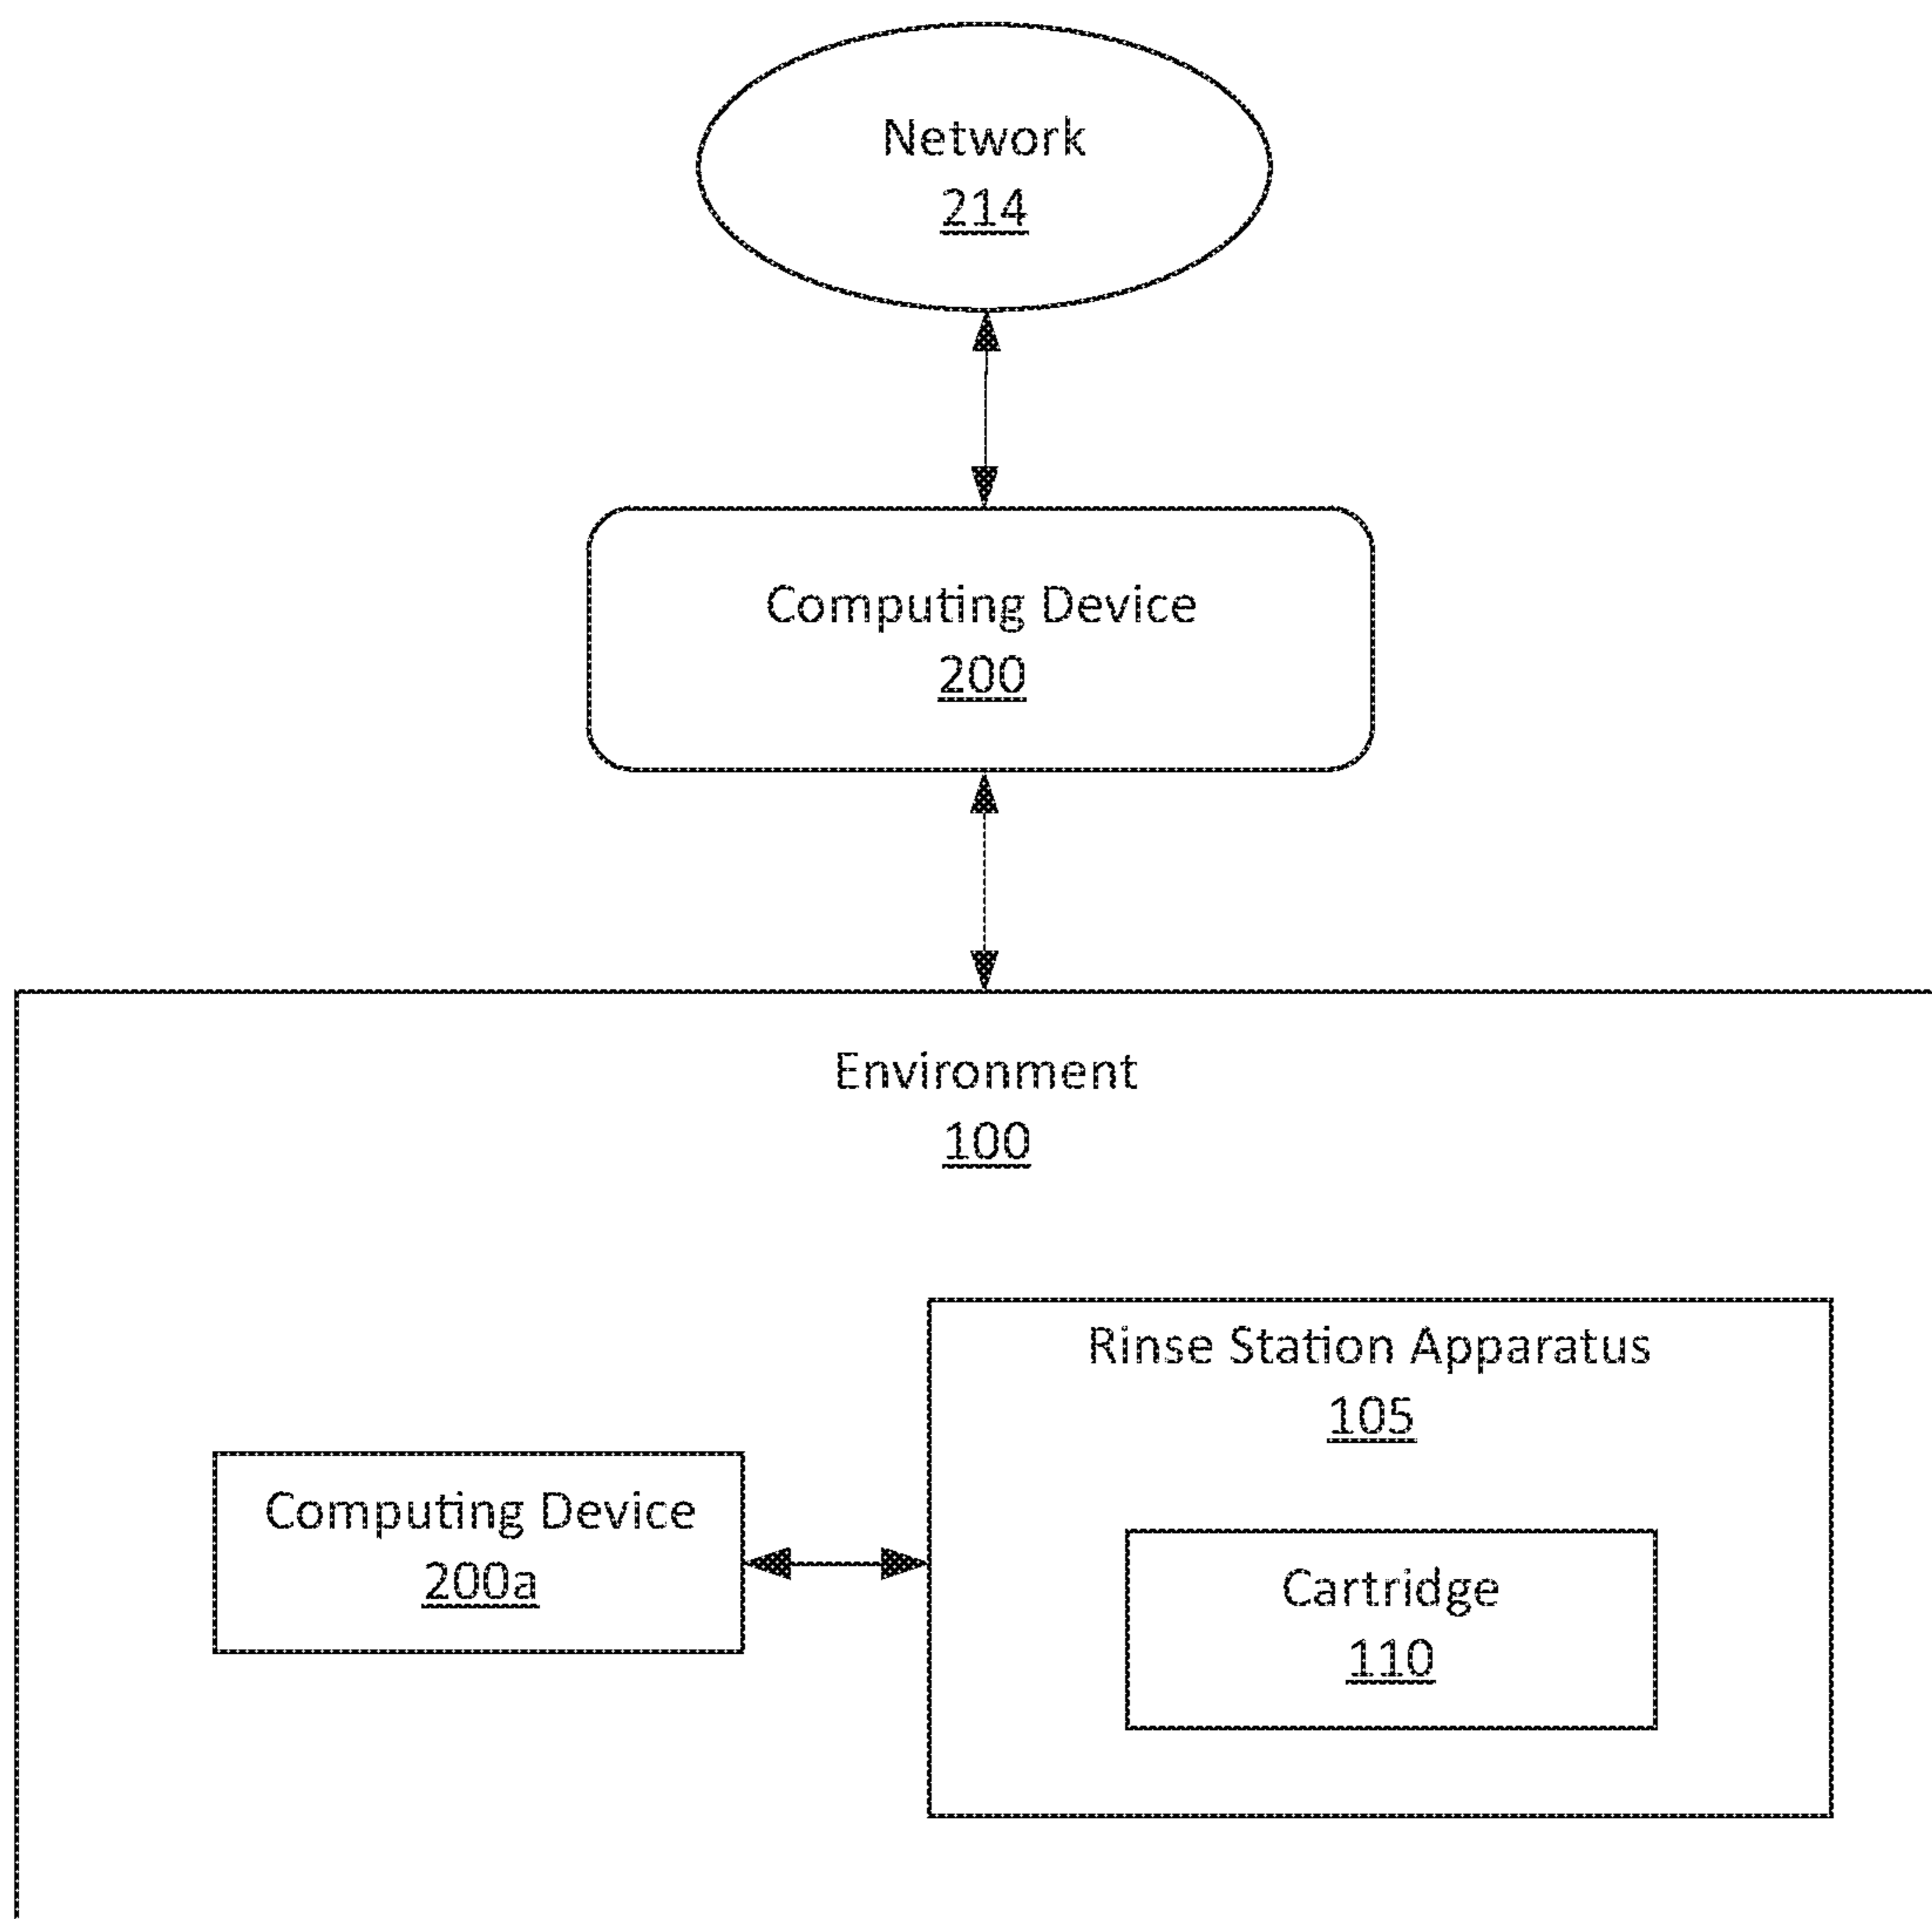 Network
214
Computing Device
200
Environment
100
Rinse Station Apparatus
105
Computing Device
200a
Cartridge
110